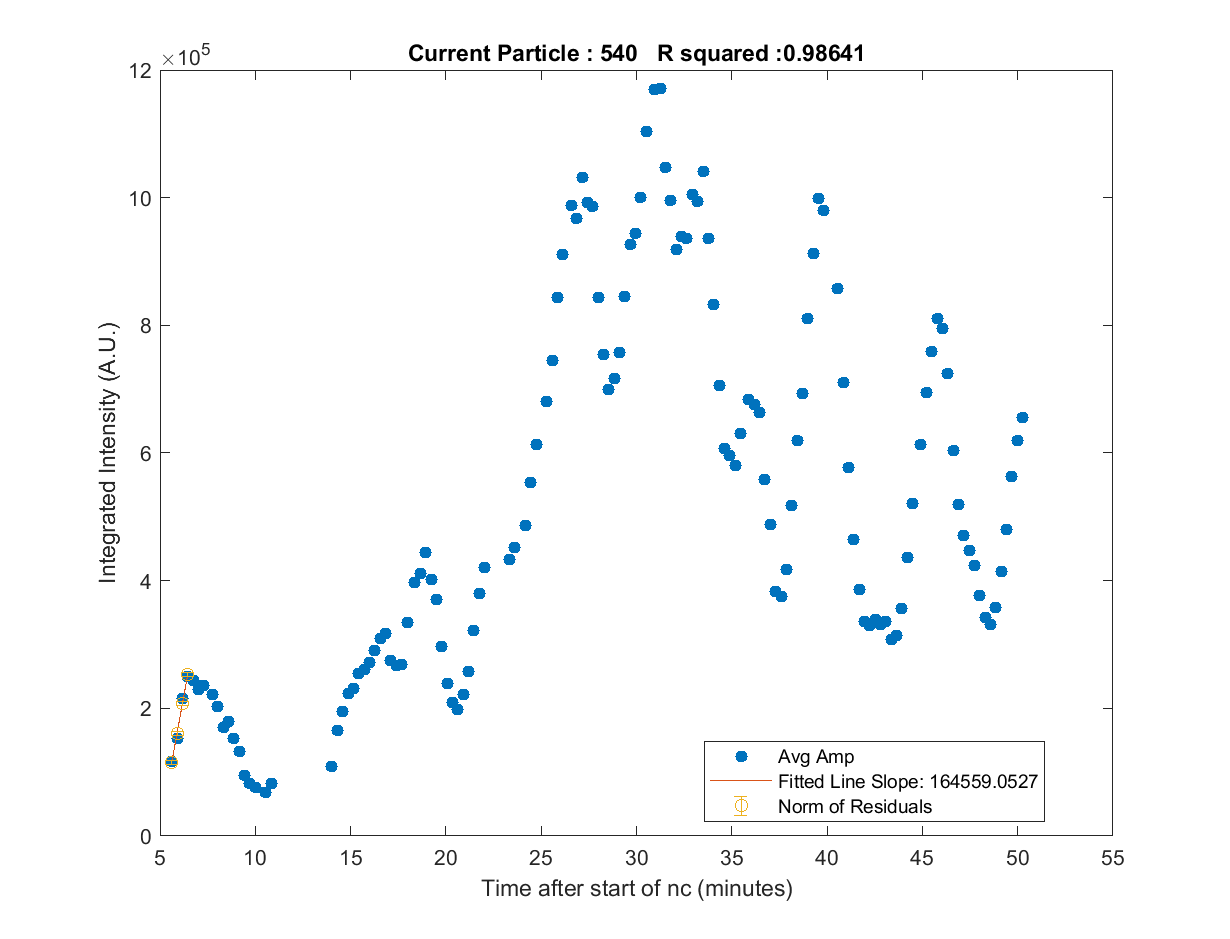 Current Particle : 540   R squared :0.98641
×10^5
12
10
8
6
4
2
0
Integrated Intensity (A.U.)
Avg Amp
Fitted Line Slope: 164559.0527
Norm of Residuals
5 10 15 20 25 30 35 40 45 50 55
Time after start of nc (minutes)